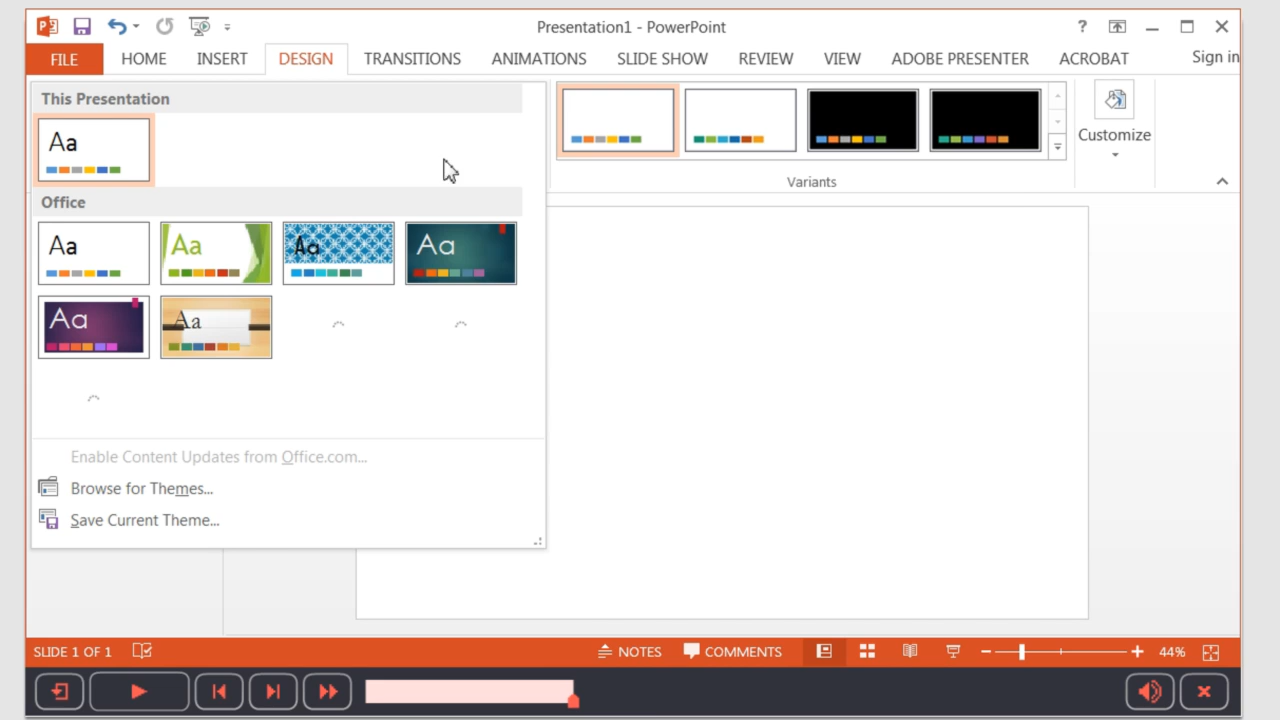 Presentation1 - PowerPoint
?
FILE HOME INSERT DESIGN TRANSITIONS ANIMATIONS SLIDE SHOW REVIEW VIEW ADOBE PRESENTER ACROBAT Sign in
This Presentation
Aa
Customize
Variants
Office
Aa Aa Aa Aa
Aa Aa
Enable Content Updates from Office.com...
Browse for Themes...
Save Current Theme...
SLIDE 1 OF 1 NOTES COMMENTS 44%